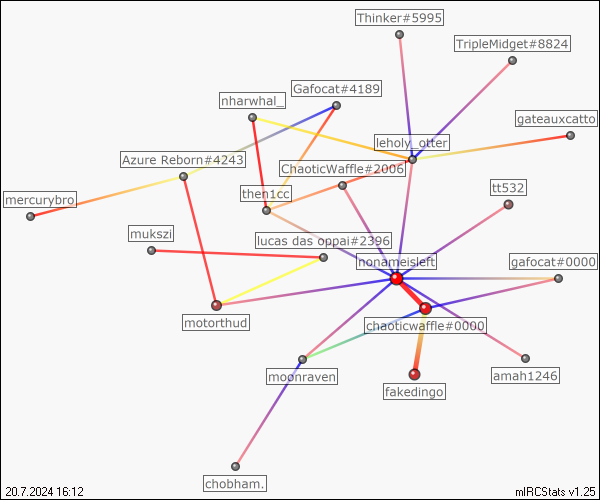 Thinker#5995
TripleMidget#8824
Gafocat#4189
nharwhal_
gateauxcatto
leholy_otter
Azure Reborn#4243
ChaoticWaffle#2006
tt532
then1cc
mercurybro
mukszi
lucas das oppai#2396
honameisleft
gafocat#0000
motorthud
chaoticwaffle#0000
moonraven
amah1246
fakedingo
chobham.
20.7.2024 16:12
mIRCStats v1.25